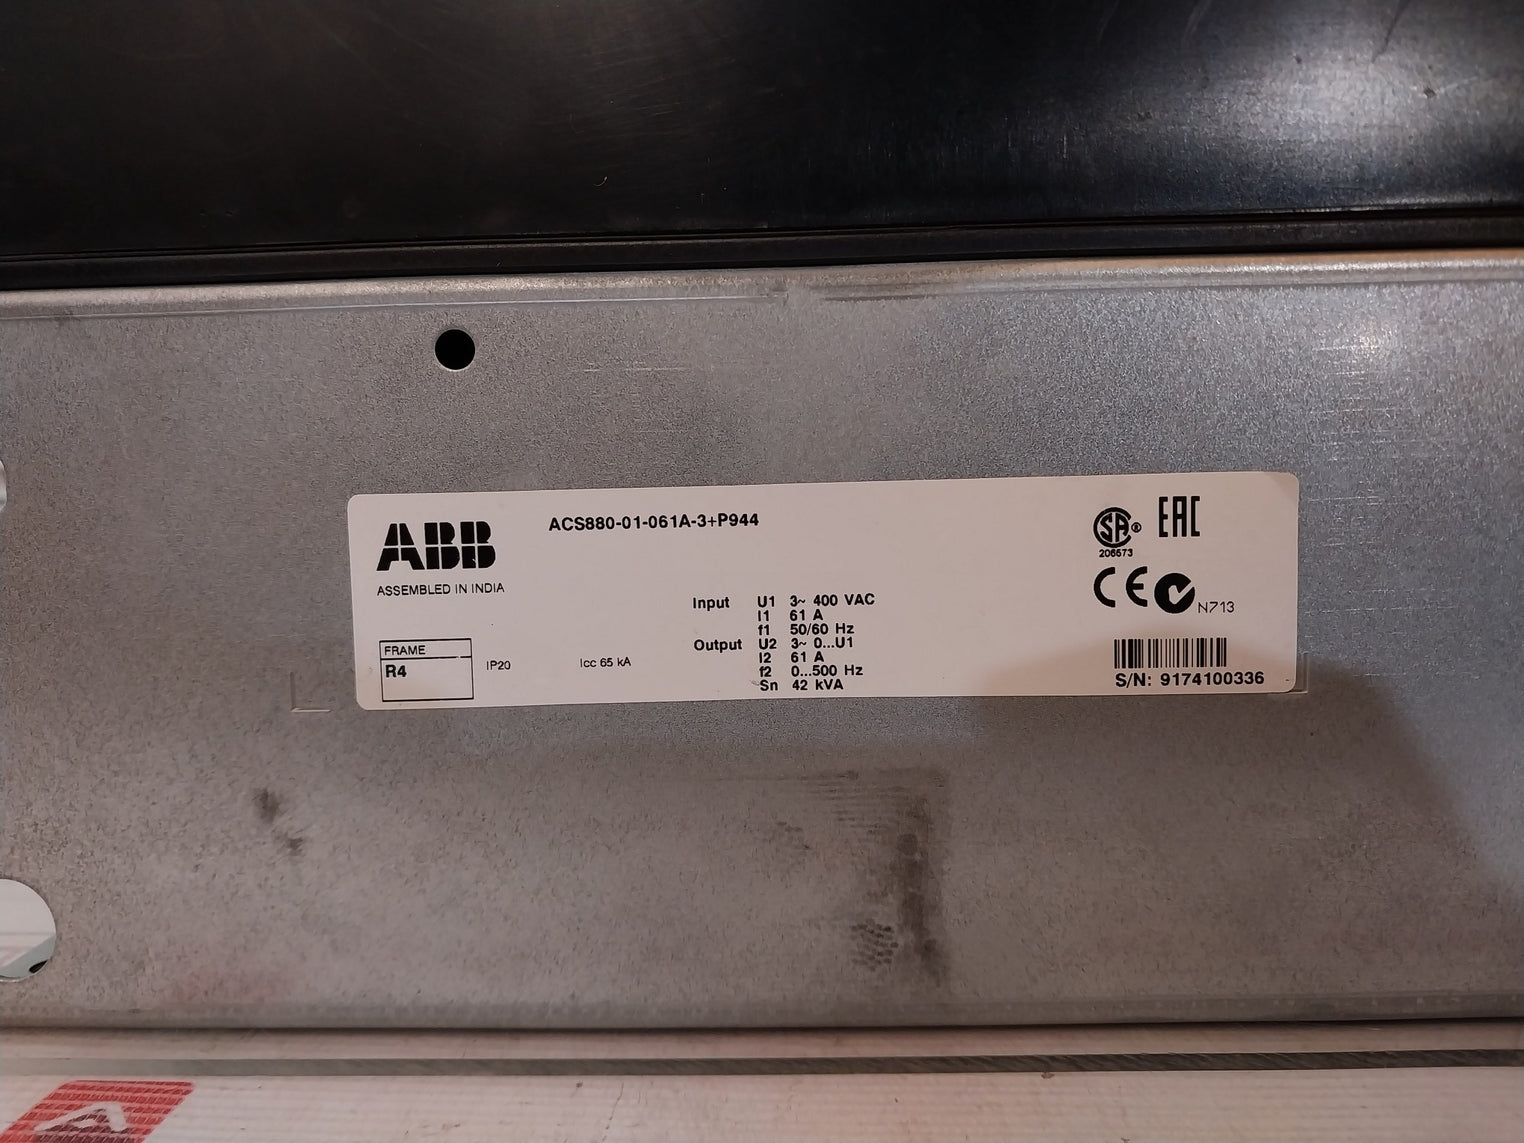 ABB
ACS880-01-061A-3+P944
ASSEMBLED IN INDIA
FRAME
R4
IP20
Icc 65 kA
Input U1 3~ 400 VAC
I1 61 A
f1 50/60 Hz
Output U2 3~ 0...U1
I2 61 A
f2 0...500 Hz
Sn 42 kVA
SA ®
206573
EAC
CE
N713
S/N: 9174100336